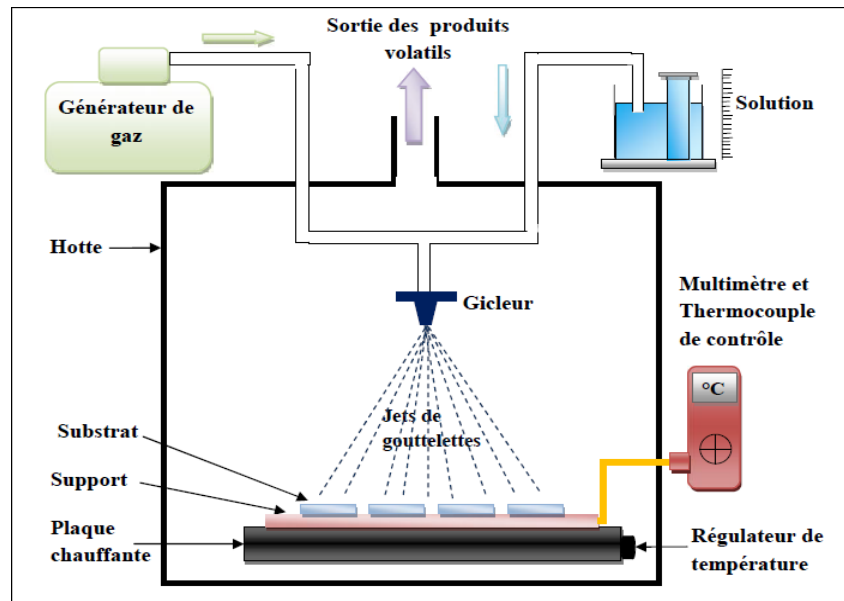 Sortie des produits
volatils
Générateur de
gaz
Solution
Hotte
Gicleur
Multimètre et
Thermocouple
de contrôle
°C
Jets de
gouttelettes
Substrat
Support
Plaque
chauffante
Régulateur de
température